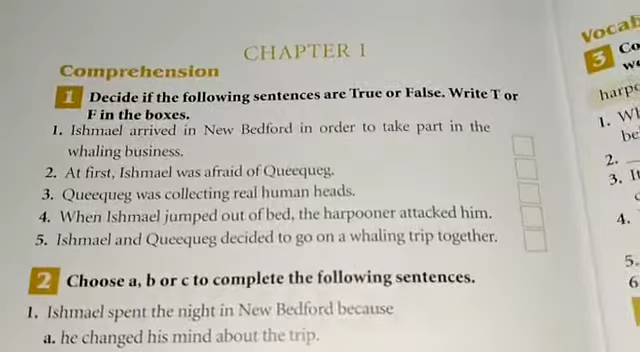 CHAPTER 1
Comprehension
1 Decide if the following sentences are True or False. Write T or
F in the boxes.
1. Ishmael arrived in New Bedford in order to take part in the
whaling business.
2. At first, Ishmael was afraid of Queequeg.
3. Queequeg was collecting real human heads.
4. When Ishmael jumped out of bed, the harpooner attacked him.
5. Ishmael and Queequeg decided to go on a whaling trip together.
2 Choose a, b or c to complete the following sentences.
1. Ishmael spent the night in New Bedford because
a. he changed his mind about the trip.
3
1.
2.
3.
4.
5.
6